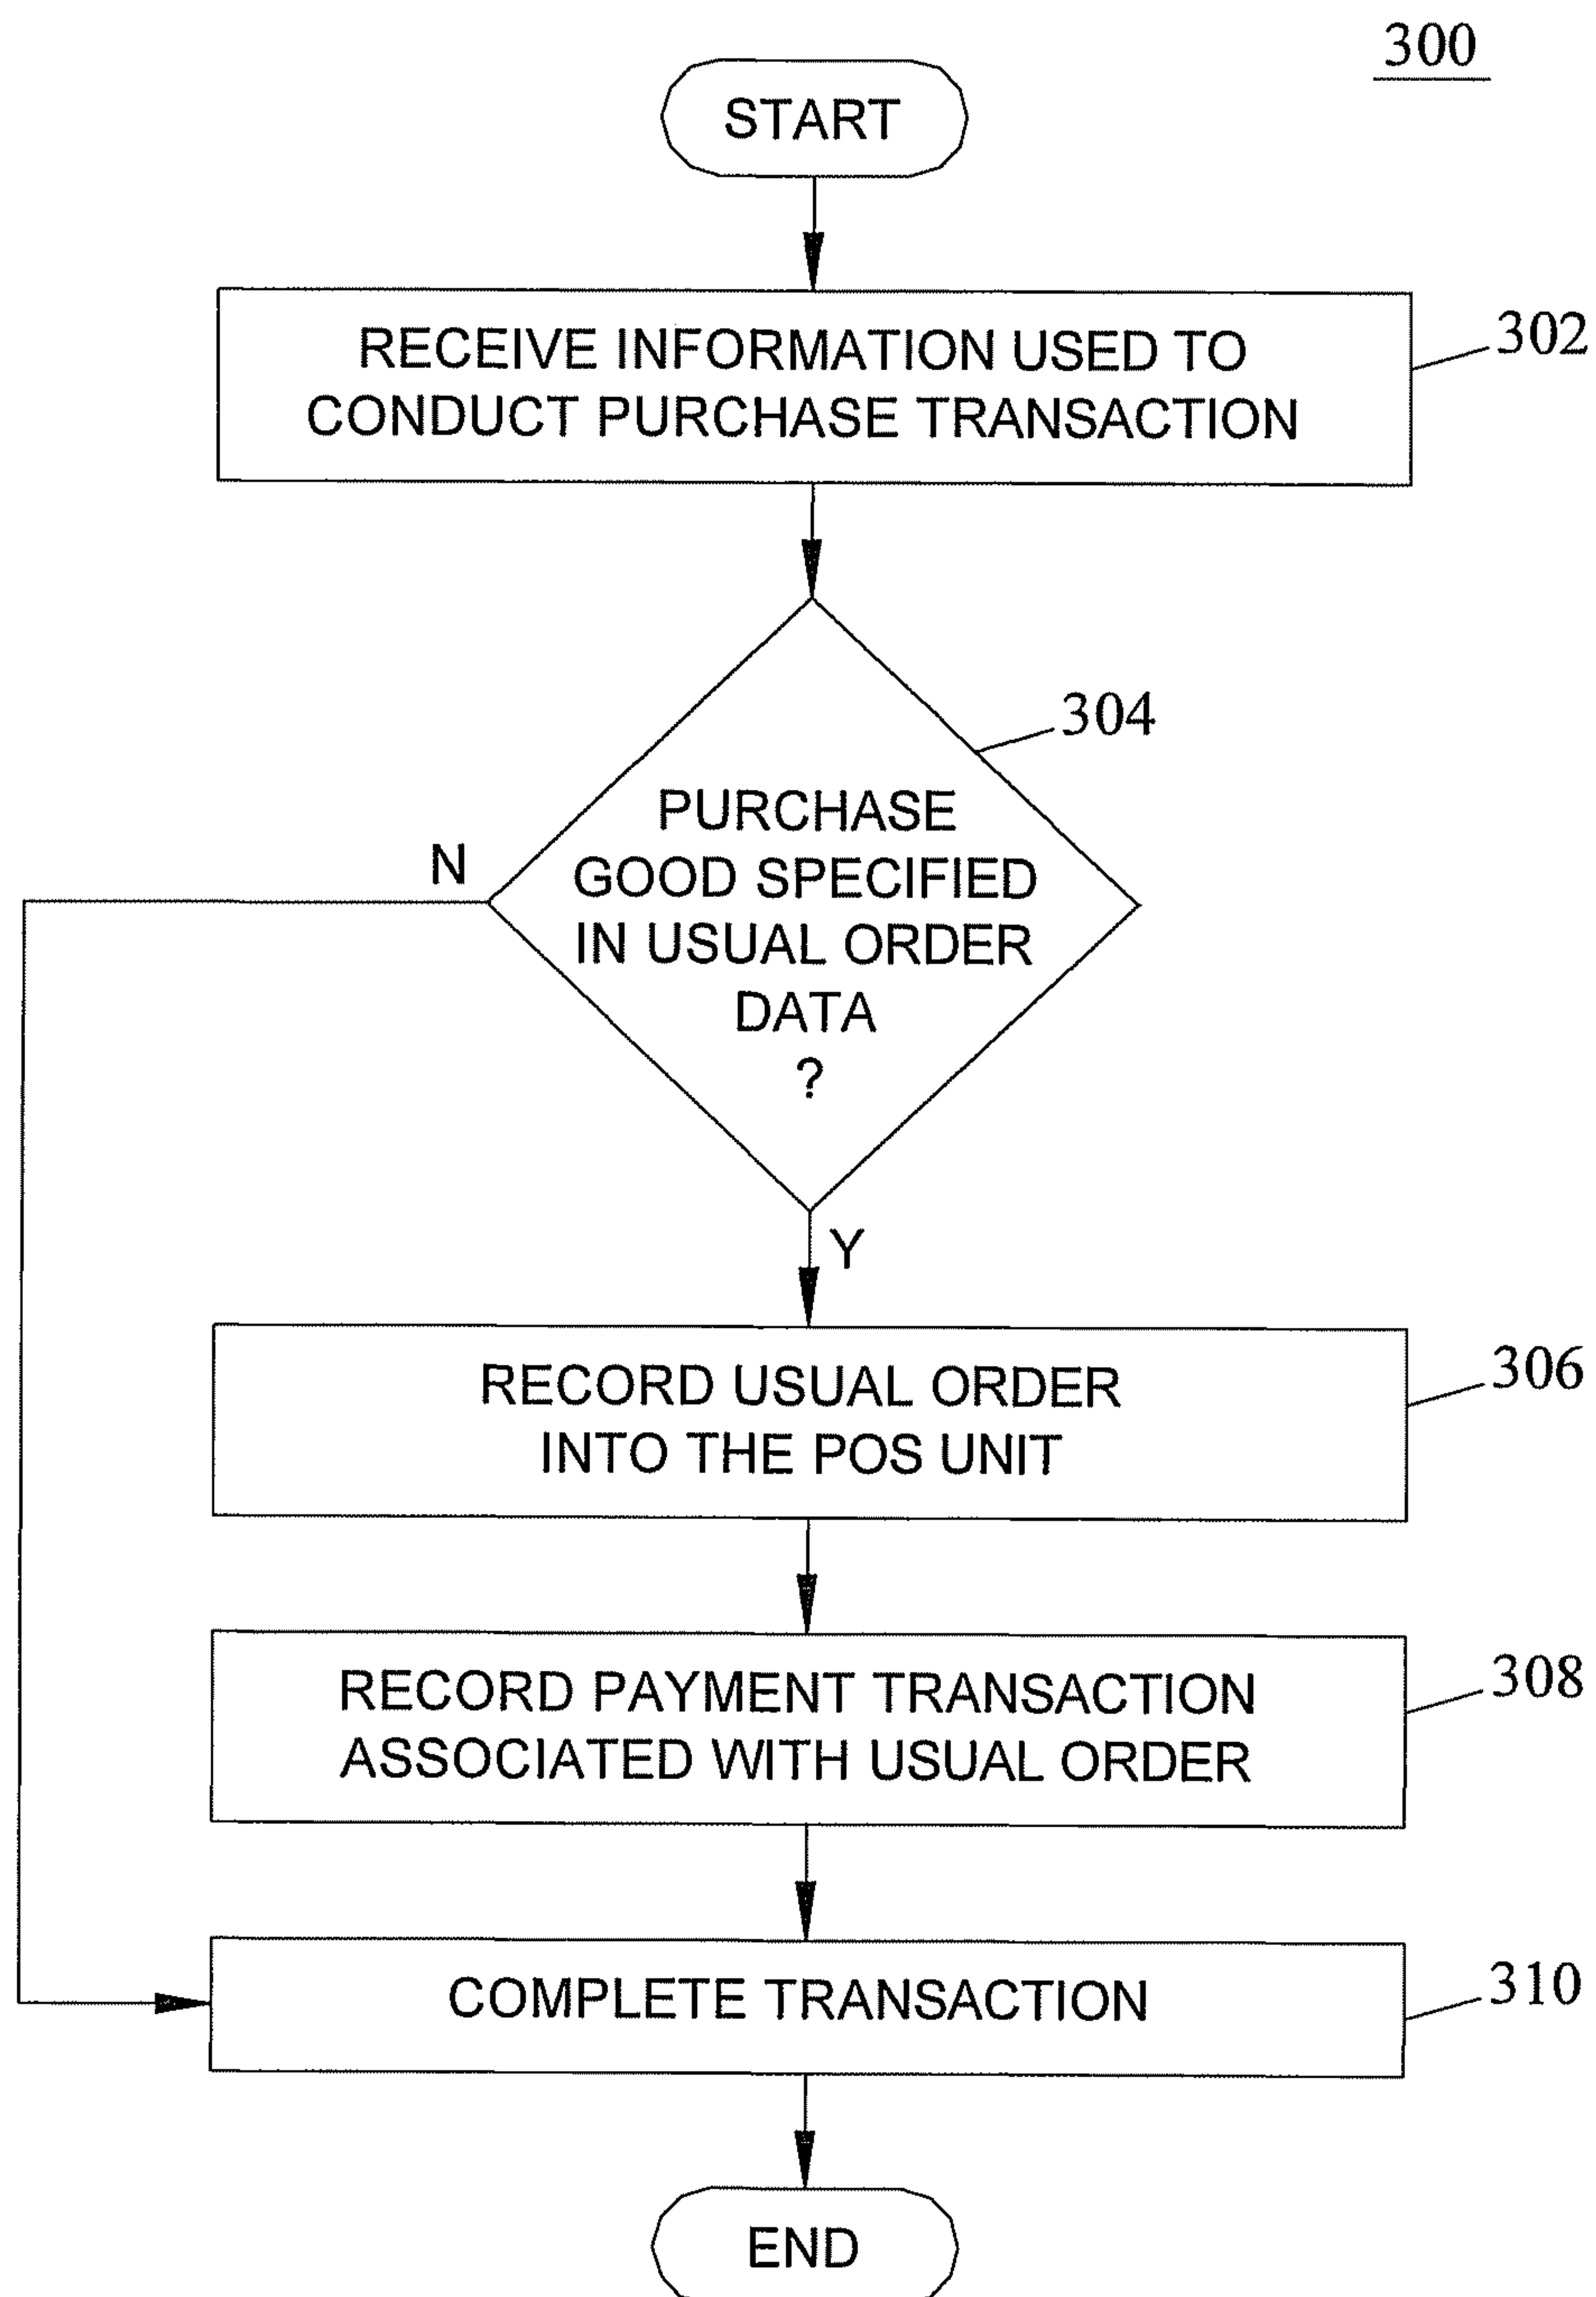 300
START
RECEIVE INFORMATION USED TO
CONDUCT PURCHASE TRANSACTION
302
304
PURCHASE
GOOD SPECIFIED
IN USUAL ORDER
DATA
?
N
Y
RECORD USUAL ORDER
INTO THE POS UNIT
306
RECORD PAYMENT TRANSACTION
ASSOCIATED WITH USUAL ORDER
308
COMPLETE TRANSACTION
310
END